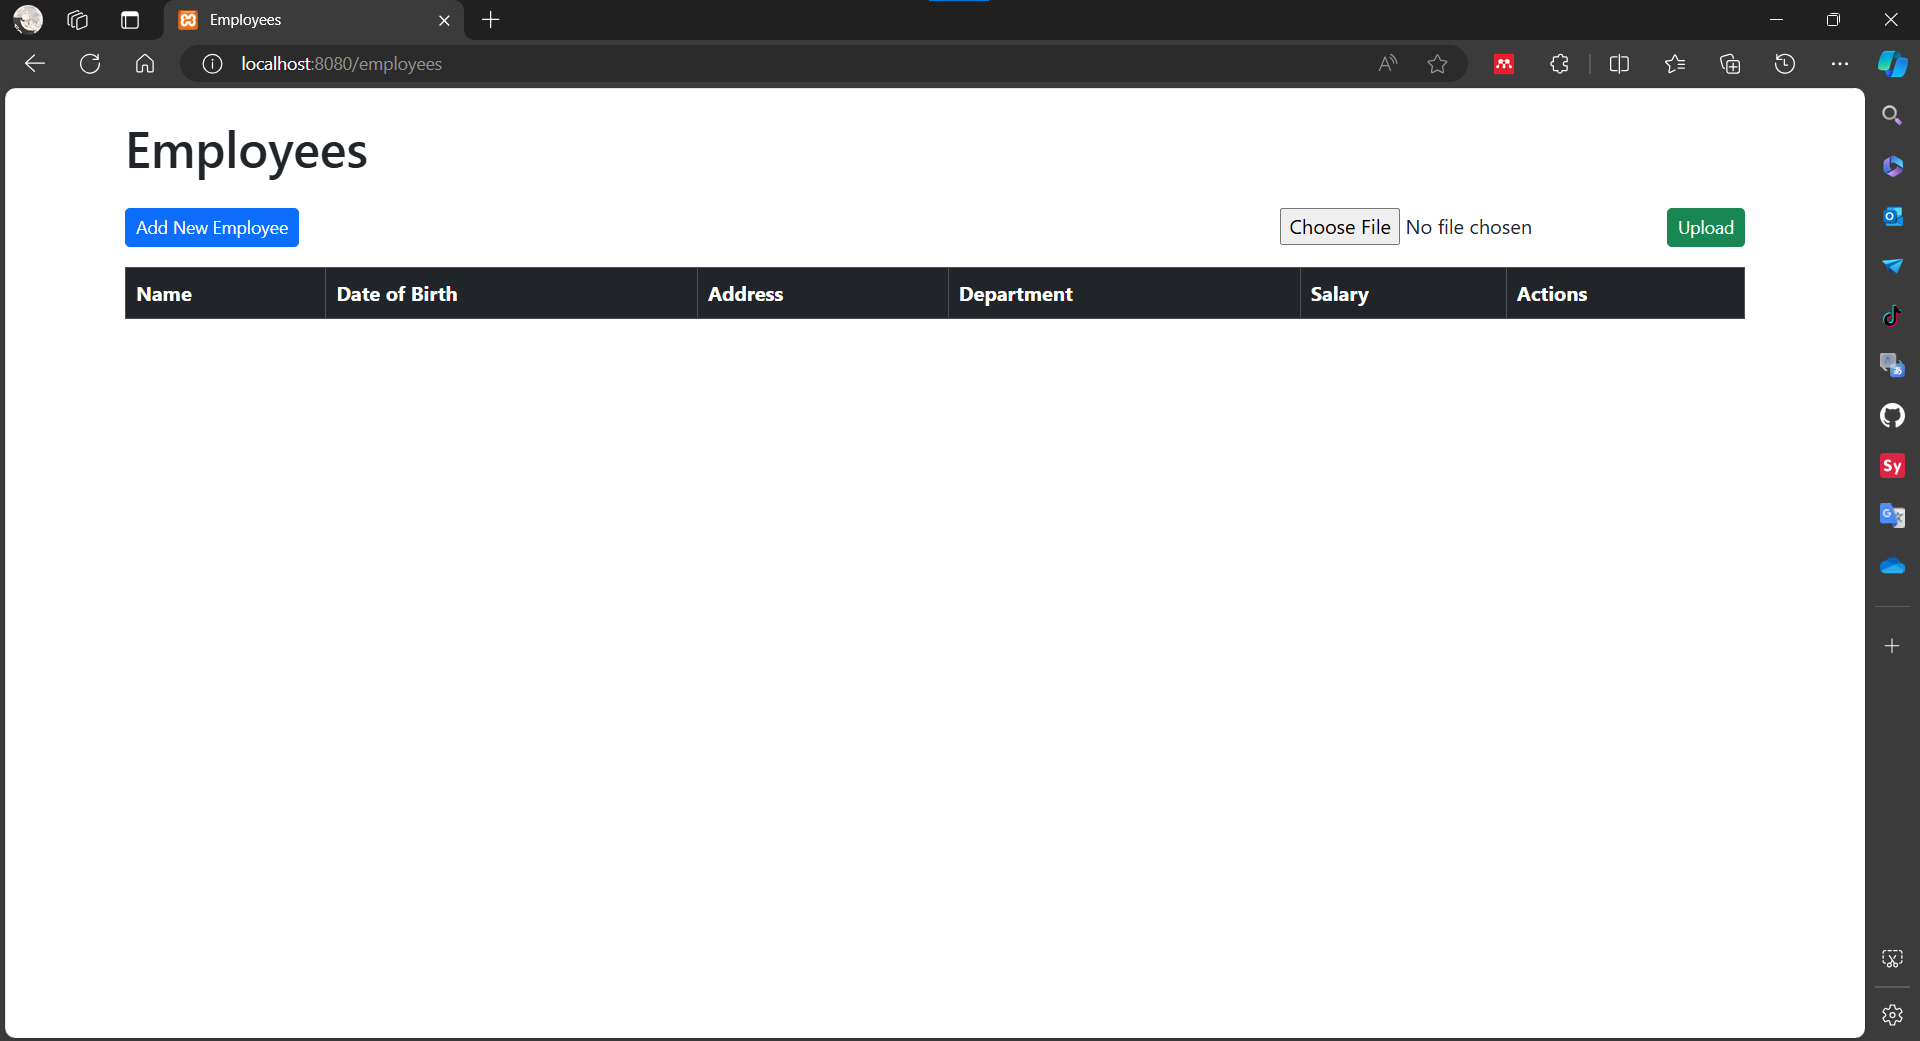 Employees
localhost:8080/employees
Employees
Add New Employee
Choose File No file chosen
Upload
Name Date of Birth Address Department Salary Actions
Sy